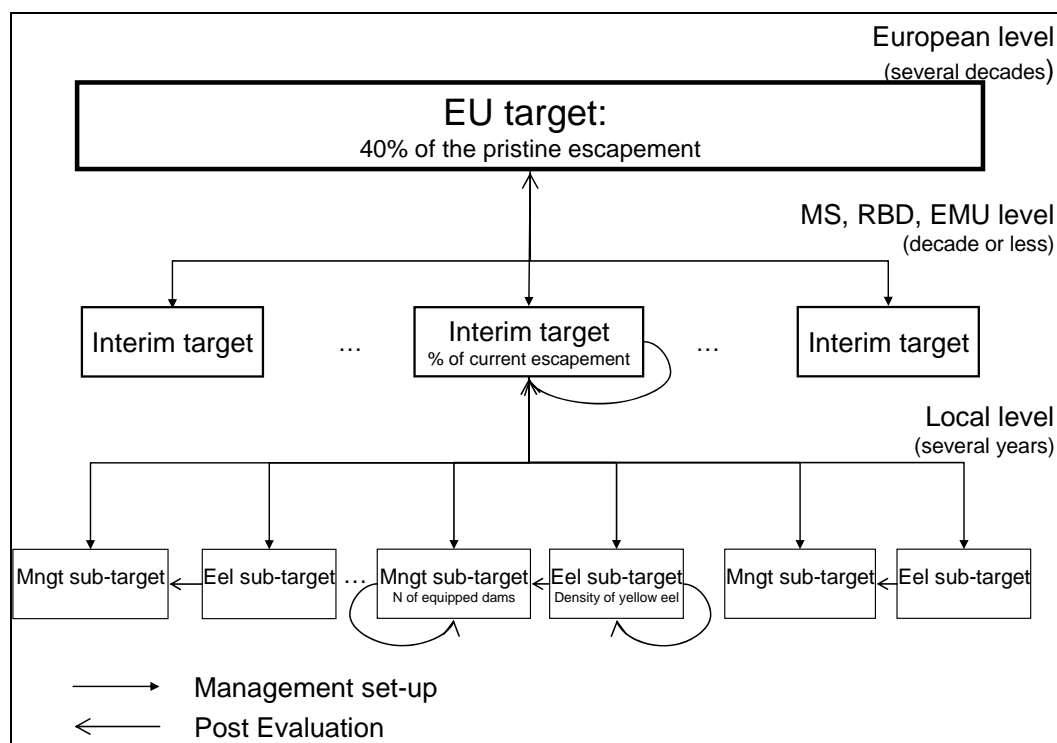 European level
(several decades)
EU target:
40% of the pristine escapement
MS, RBD, EMU level
(decade or less)
Interim target
...
Interim target
% of current escapement
...
Interim target
Local level
(several years)
Mngt sub-target
Eel sub-target
...
Mngt sub-target
N of equipped dams
Eel sub-target
Density of yellow eel
Mngt sub-target
Eel sub-target
Management set-up
Post Evaluation